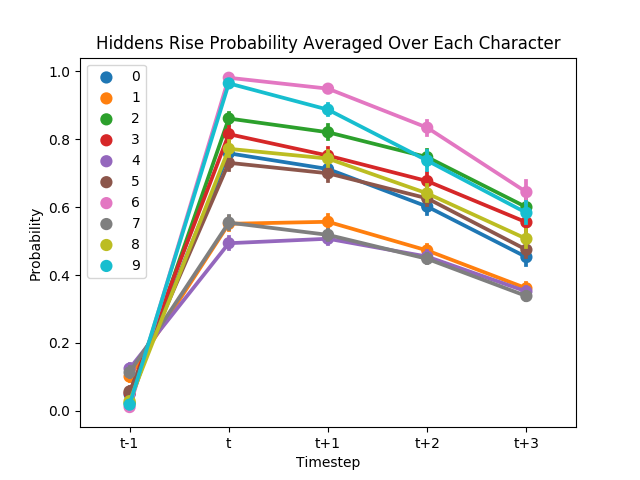 Hiddens Rise Probability Averaged Over Each Character
1.0
0.8
0.6
0.4
0.2
0.0
Probability
0
1
2
3
4
5
6
7
8
9
t-1
t
t+1
t+2
t+3
Timestep